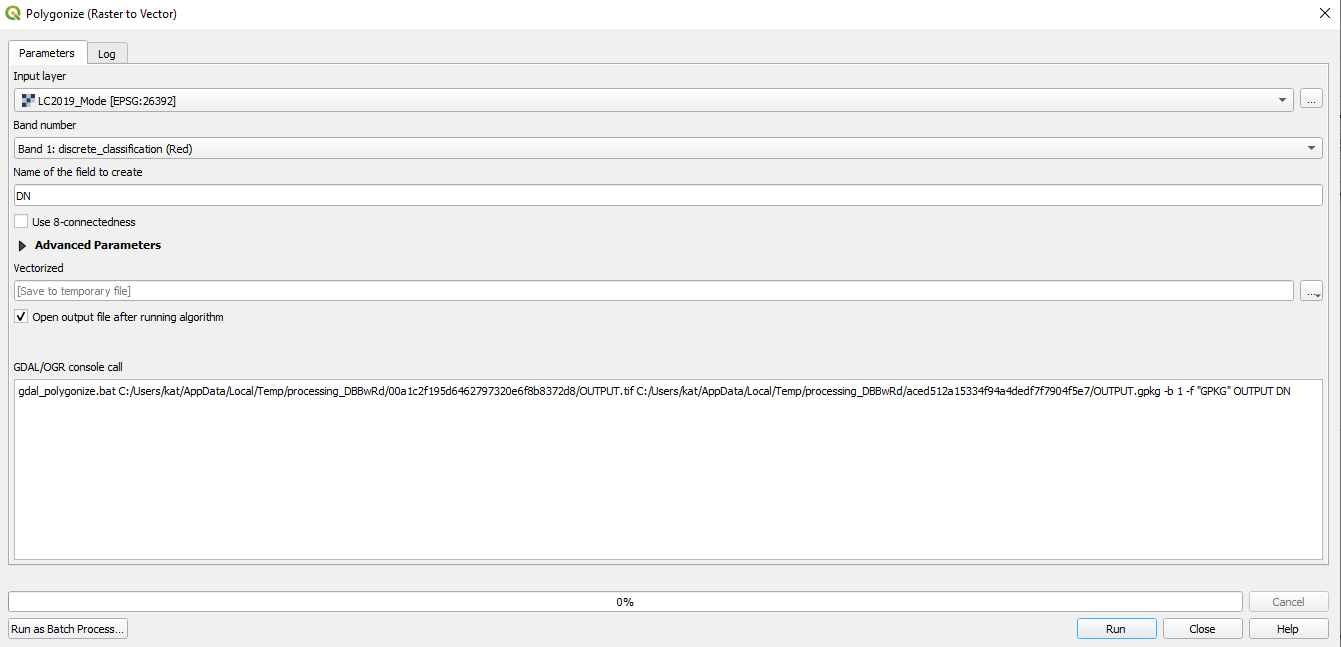 Polygonize (Raster to Vector)
Parameters
Log
Input layer
LC2019_Mode [EPSG:26392]
...
Band number
Band 1: discrete_classification (Red)
Name of the field to create
DN
Use 8-connectedness
Advanced Parameters
Vectorized
[Save to temporary file]
...
Open output file after running algorithm
GDAL/OGR console call
gdal_polygonize.bat C:/Users/kat/AppData/Local/Temp/processing_DBBwRd/00a1c2f195d6462797320e6f8b8372d8/OUTPUT.tif C:/Users/kat/AppData/Local/Temp/processing_DBBwRd/aced512a15334f94a4dedf7f7904f5e7/OUTPUT.gpkg -b 1 -f "GPKG" OUTPUT DN
0%
Cancel
Run as Batch Process...
Run
Close
Help